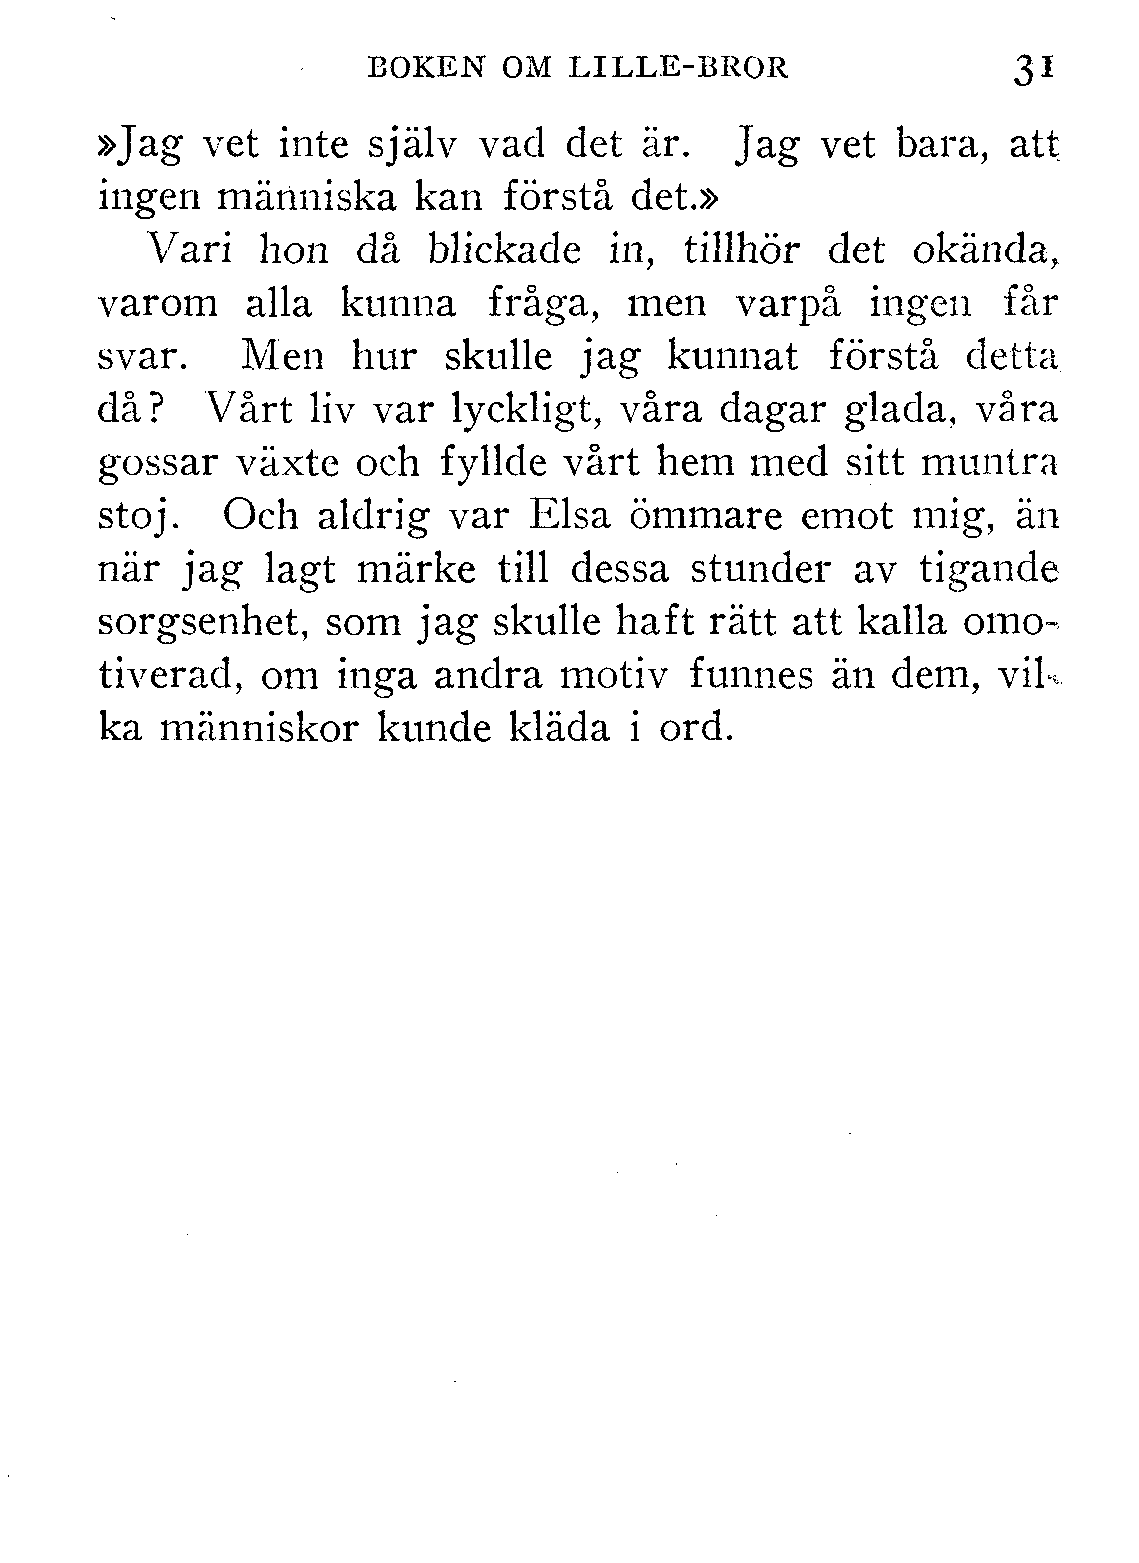 BOKEN OM LILLE-BROR 31
»Jag vet inte själv vad det är. Jag vet bara, att
ingen människa kan förstå det.»
Vari hon då blickade in, tillhör det okända,
varom alla kunna fråga, men varpå ingen får
svar. Men hur skulle jag kunnat förstå detta
då? Vårt liv var lyckligt, våra dagar glada, våra
gossar växte och fyllde vårt hem med sitt muntra
stoj. Och aldrig var Elsa ömmare emot mig, än
när jag lagt märke till dessa stunder av tigande
sorgsenhet, som jag skulle haft rätt att kalla omo-
tiverad, om inga andra motiv funnes än dem, vil-
ka människor kunde kläda i ord.